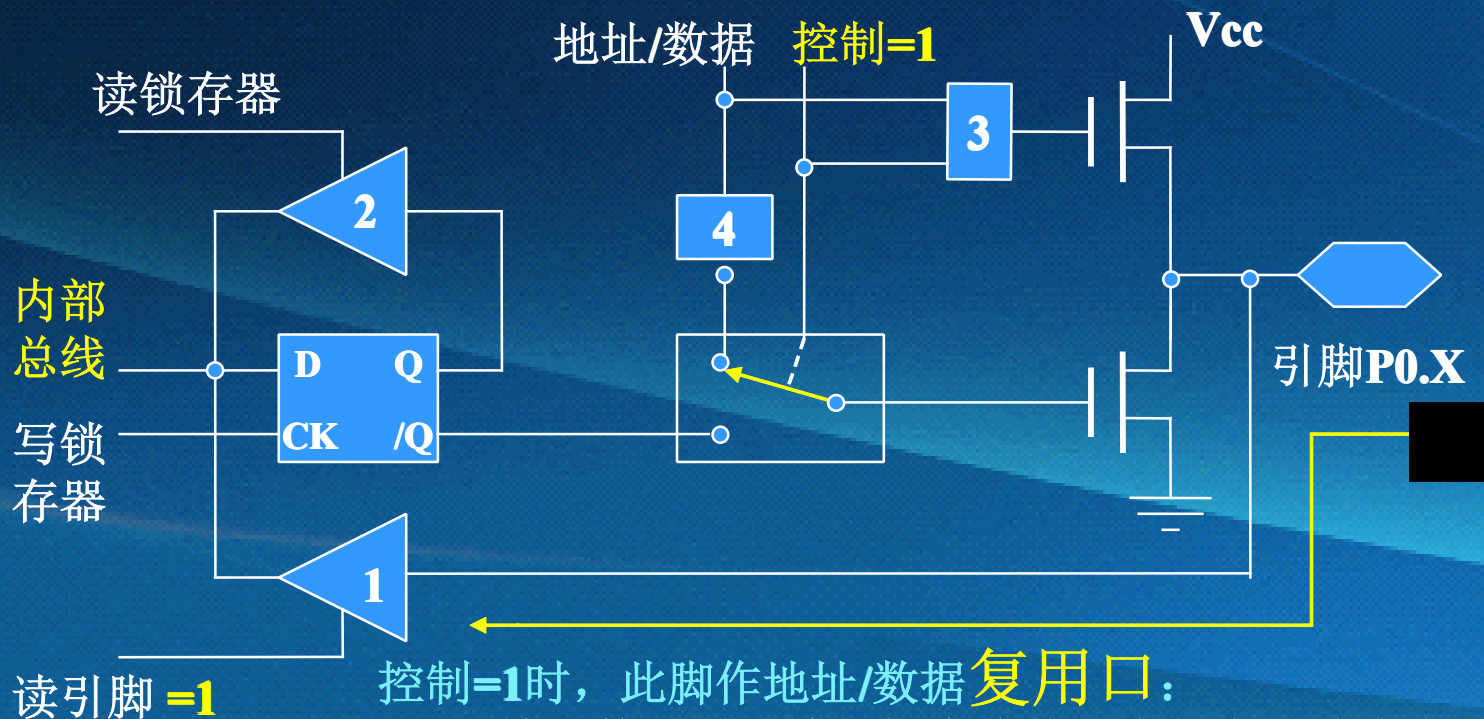 地址/数据 控制=1
Vcc
读锁存器
3
2
4
内部
总线
D Q
引脚P0.X
写锁
存器
CK /Q
1
读引脚 =1
控制=1时，此脚作地址/数据复用口：